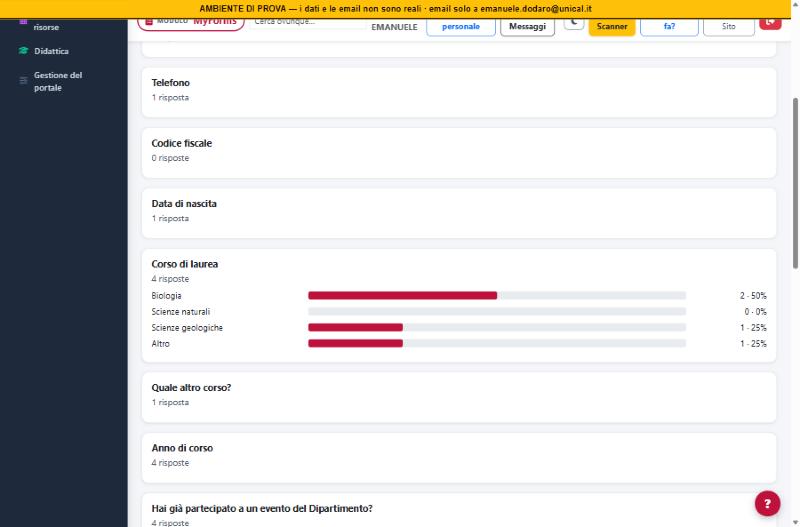 AMBIENTE DI PROVA — i dati e le email non sono reali · email solo a emanuele.dodaro@unical.it
risorse
MODULO MyForms
Cerca ovunque...
EMANUELE
personale
Messaggi
Scanner
fa?
Sito
Didattica
Gestione del
portale
Telefono
1 risposta
Codice fiscale
0 risposte
Data di nascita
1 risposta
Corso di laurea
4 risposte
Biologia 2 · 50%
Scienze naturali 0 · 0%
Scienze geologiche 1 · 25%
Altro 1 · 25%
Quale altro corso?
1 risposta
Anno di corso
4 risposte
Hai già partecipato a un evento del Dipartimento?
4 risposte
?